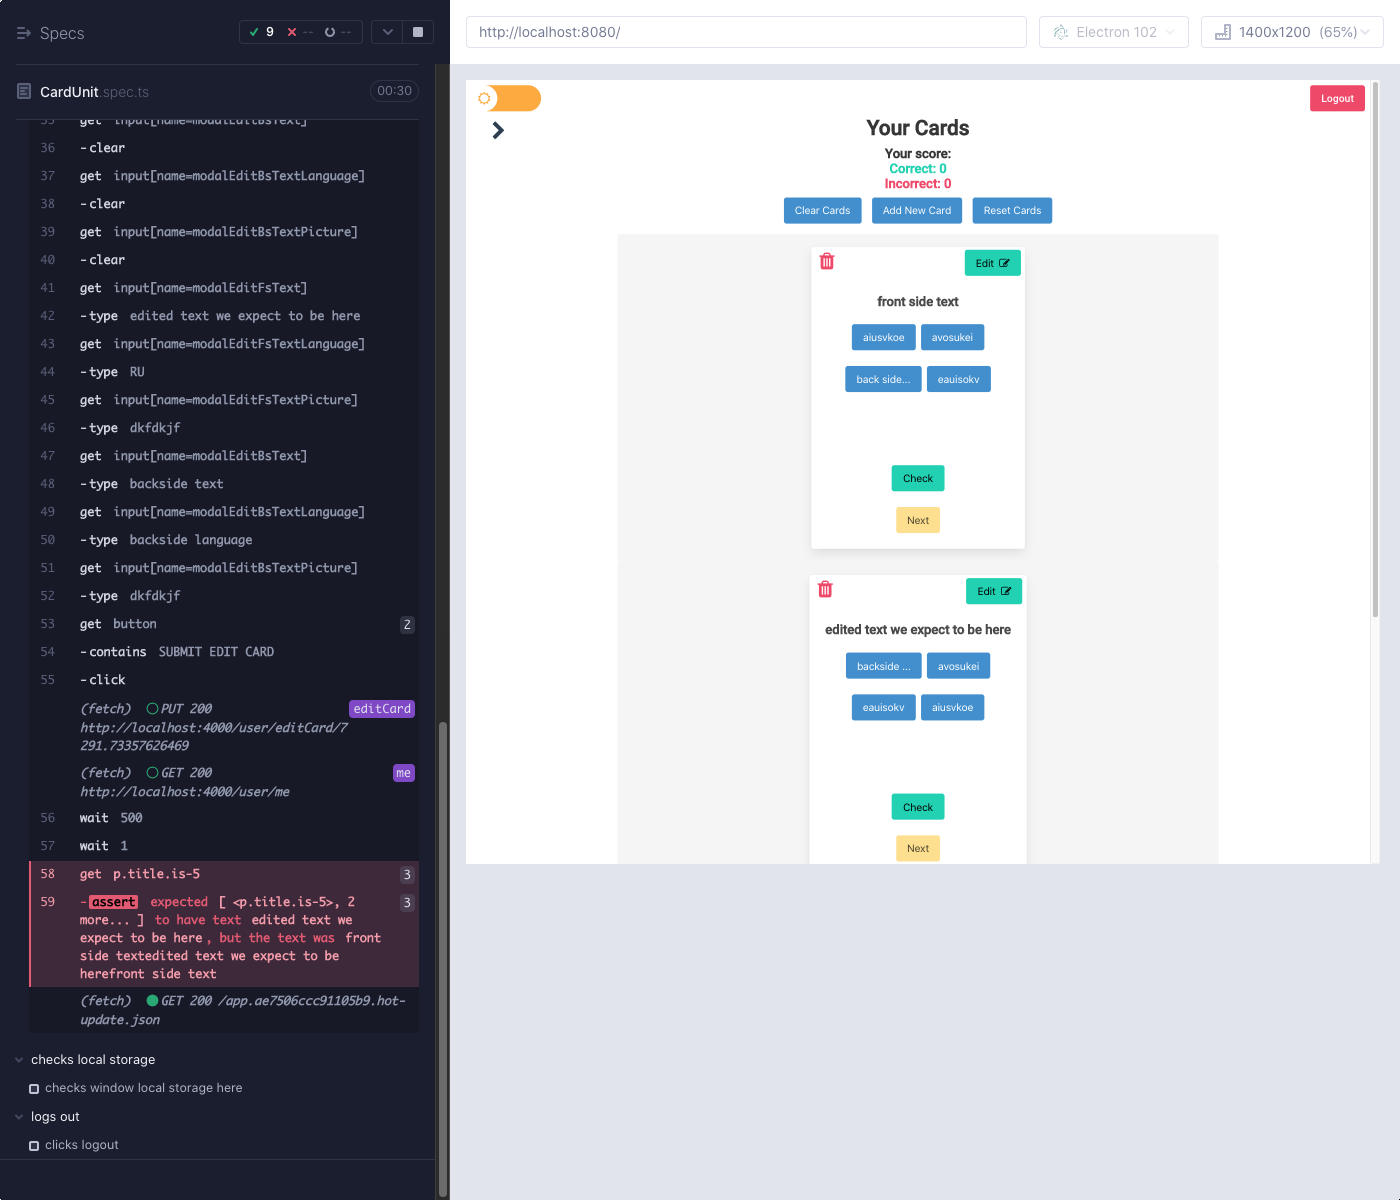 Specs
9
--
--
CardUnit.spec.ts
00:30
35 get input[name=modalEditBsText]
36 -clear
37 get input[name=modalEditBsTextLanguage]
38 -clear
39 get input[name=modalEditBsTextPicture]
40 -clear
41 get input[name=modalEditFsText]
42 -type edited text we expect to be here
43 get input[name=modalEditFsTextLanguage]
44 -type RU
45 get input[name=modalEditFsTextPicture]
46 -type dkfdkjf
47 get input[name=modalEditBsText]
48 -type backside text
49 get input[name=modalEditBsTextLanguage]
50 -type backside language
51 get input[name=modalEditBsTextPicture]
52 -type dkfdkjf
53 get button 2
54 -contains SUBMIT EDIT CARD
55 -click
(fetch) PUT 200 editCard
http://localhost:4000/user/editCard/7
291.73357626469
(fetch) GET 200 me
http://localhost:4000/user/me
56 wait 500
57 wait 1
58 get p.title.is-5 3
59 -assert expected [ <p.title.is-5>, 2 3
more... ] to have text edited text we
expect to be here, but the text was front
side textedited text we expect to be
herefront side text
(fetch) GET 200 /app.ae7506ccc91105b9.hot-
update.json
checks local storage
checks window local storage here
logs out
clicks logout
http://localhost:8080/
Electron 102
1400x1200 (65%)
Logout
Your Cards
Your score:
Correct: 0
Incorrect: 0
Clear Cards
Add New Card
Reset Cards
Edit
front side text
aiusvkoe
avosukei
back side...
eauisokv
Check
Next
Edit
edited text we expect to be here
backside ...
avosukei
eauisokv
aiusvkoe
Check
Next